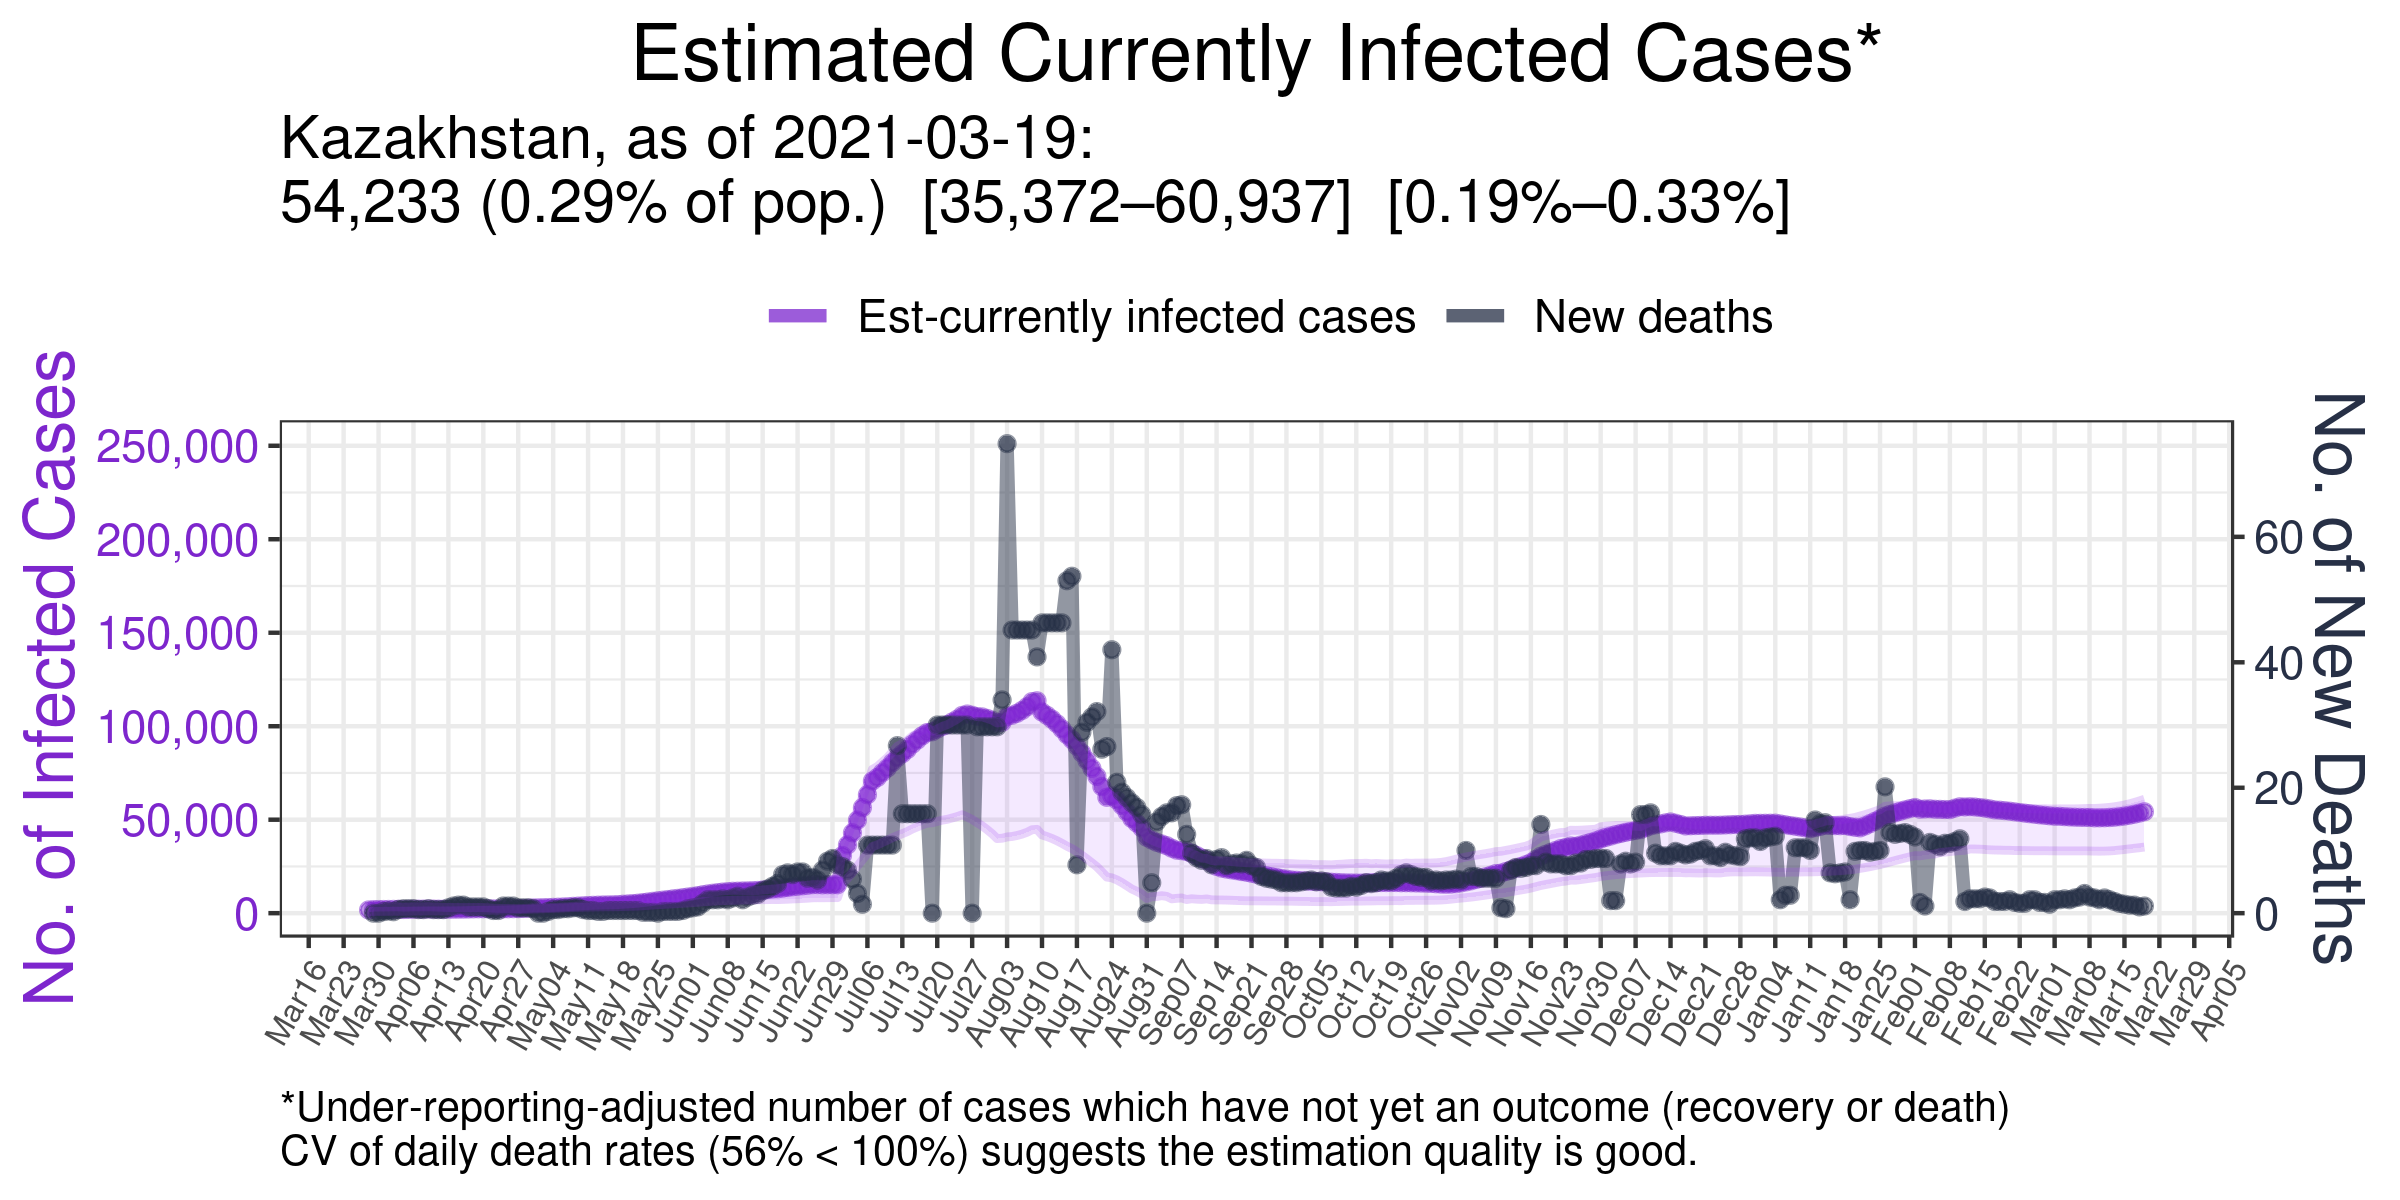 Estimated Currently Infected Cases*
Kazakhstan, as of 2021-03-19:
54,233 (0.29% of pop.)  [35,372–60,937]  [0.19%–0.33%]
Est-currently infected cases
New deaths
No. of Infected Cases
250,000
200,000
150,000
100,000
50,000
0
No. of New Deaths
60
40
20
0
Mar16
Mar23
Mar30
Apr06
Apr13
Apr20
Apr27
May04
May11
May18
May25
Jun01
Jun08
Jun15
Jun22
Jun29
Jul06
Jul13
Jul20
Jul27
Aug03
Aug10
Aug17
Aug24
Aug31
Sep07
Sep14
Sep21
Sep28
Oct05
Oct12
Oct19
Oct26
Nov02
Nov09
Nov16
Nov23
Nov30
Dec07
Dec14
Dec21
Dec28
Jan04
Jan11
Jan18
Jan25
Feb01
Feb08
Feb15
Feb22
Mar01
Mar08
Mar15
Mar22
Mar29
Apr05
*Under-reporting-adjusted number of cases which have not yet an outcome (recovery or death)
CV of daily death rates (56% < 100%) suggests the estimation quality is good.